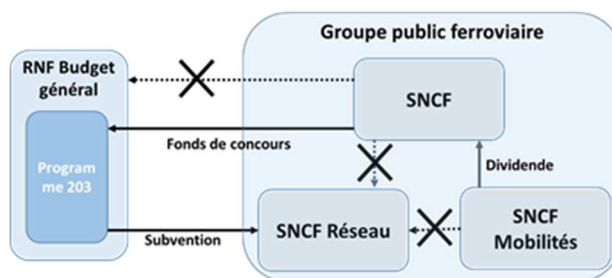 Groupe public ferroviaire
RNF Budget
général
SNCF
Fonds de concours
Program
me 203
Dividende
Subvention
SNCF Réseau
SNCF
Mobilités